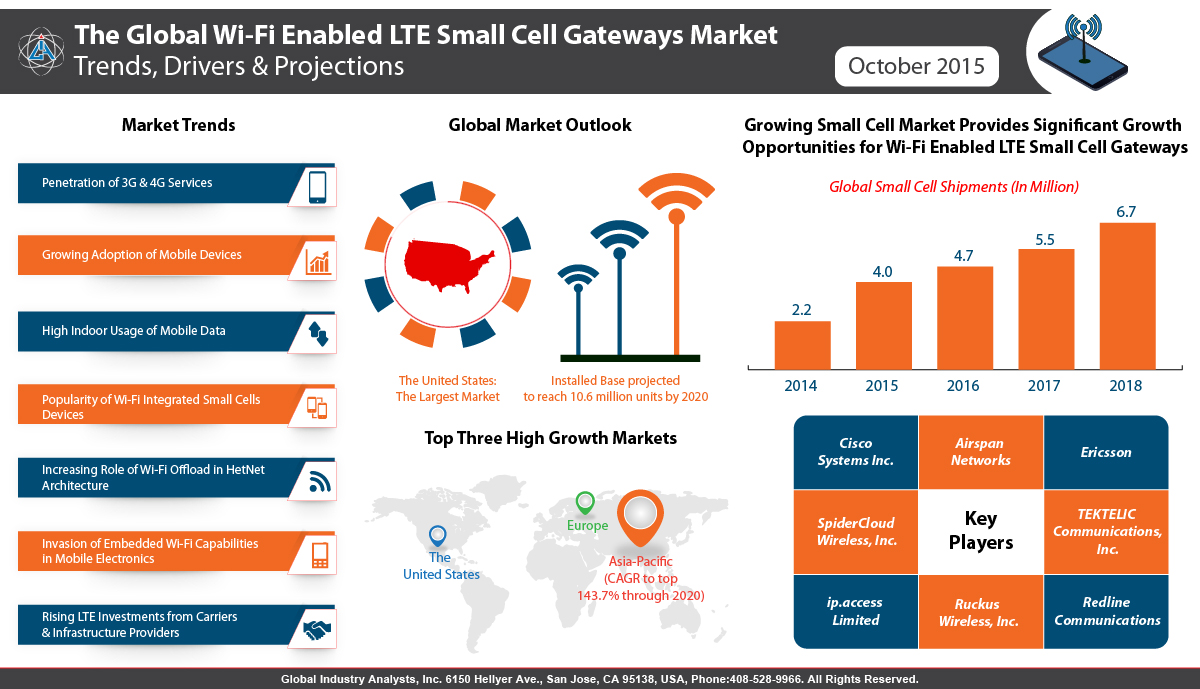 The Global Wi-Fi Enabled LTE Small Cell Gateways Market
Trends, Drivers & Projections
October 2015
Market Trends
Penetration of 3G & 4G Services
Growing Adoption of Mobile Devices
High Indoor Usage of Mobile Data
Popularity of Wi-Fi Integrated Small Cells
Devices
Increasing Role of Wi-Fi Offload in HetNet
Architecture
Invasion of Embedded Wi-Fi Capabilities
in Mobile Electronics
Rising LTE Investments from Carriers
& Infrastructure Providers
Global Market Outlook
The United States:
The Largest Market
Installed Base projected
to reach 10.6 million units by 2020
Top Three High Growth Markets
The
United States
Europe
Asia-Pacific
(CAGR to top
143.7% through 2020)
Growing Small Cell Market Provides Significant Growth
Opportunities for Wi-Fi Enabled LTE Small Cell Gateways
Global Small Cell Shipments (In Million)
2.2
4.0
4.7
5.5
6.7
2014
2015
2016
2017
2018
Cisco
Systems Inc.
Airspan
Networks
Ericsson
SpiderCloud
Wireless, Inc.
Key
Players
TEKTELIC
Communications,
Inc.
ip.access
Limited
Ruckus
Wireless, Inc.
Redline
Communications
Global Industry Analysts, Inc. 6150 Hellyer Ave., San Jose, CA 95138, USA, Phone:408-528-9966. All Rights Reserved.